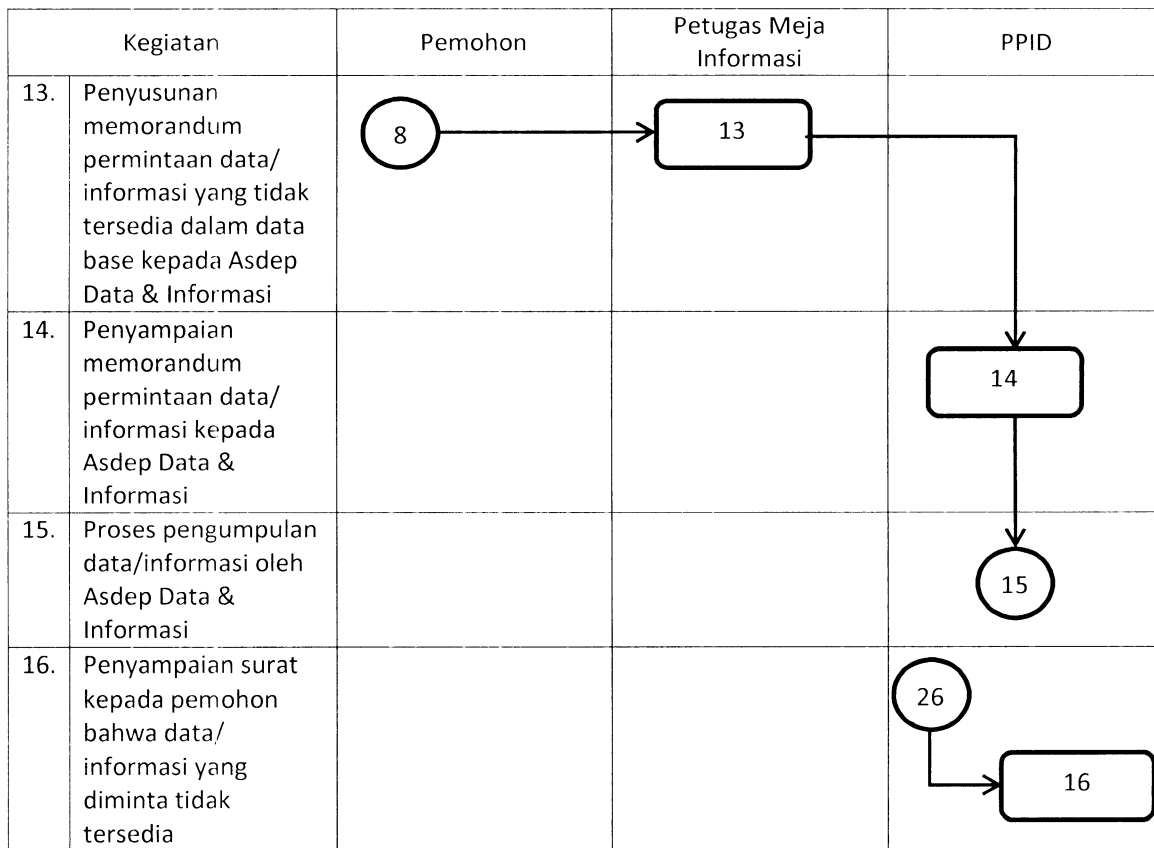 Kegiatan
Pemohon
Petugas Meja
Informasi
PPID
13.
Penyusunan
memorandum
permintaan data/
informasi yang tidak
tersedia dalam data
base kepada Asdep
Data & Informasi
8
13
14.
Penyampaian
memorandum
permintaan data/
informasi kepada
Asdep Data &
Informasi
14
15.
Proses pengumpulan
data/informasi oleh
Asdep Data &
Informasi
15
16.
Penyampaian surat
kepada pemohon
bahwa data/
informasi yang
diminta tidak
tersedia
26
16